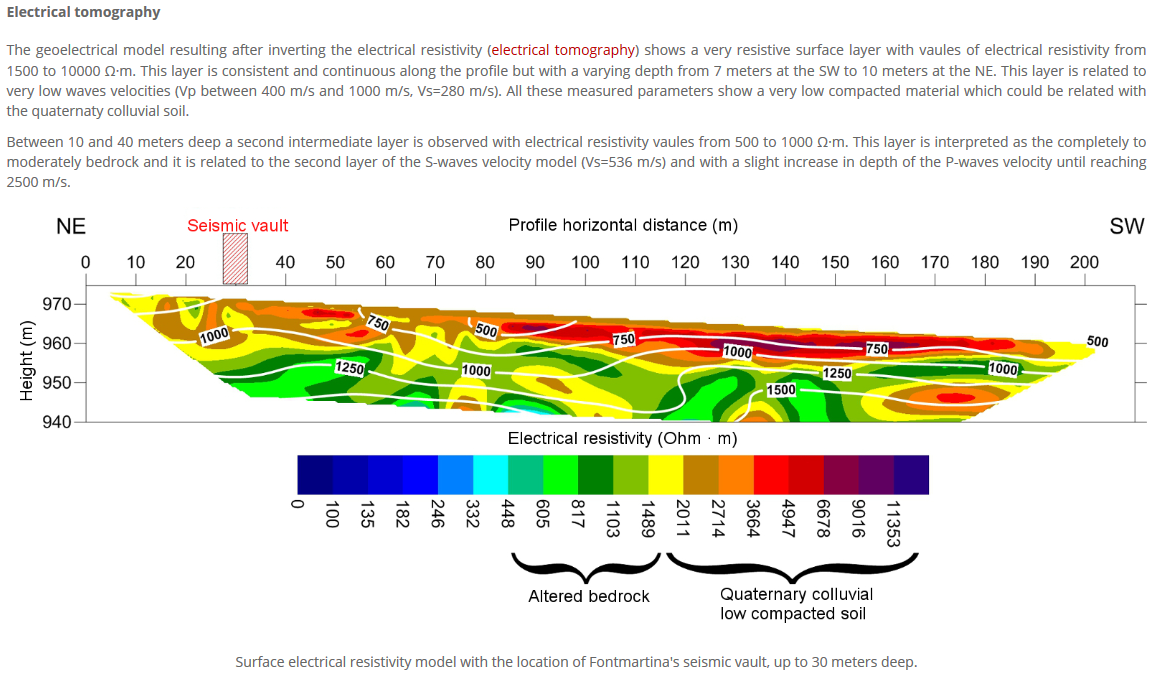 Electrical tomography
The geoelectrical model resulting after inverting the electrical resistivity (electrical tomography) shows a very resistive surface layer with vaules of electrical resistivity from
1500 to 10000 Ω·m. This layer is consistent and continuous along the profile but with a varying depth from 7 meters at the SW to 10 meters at the NE. This layer is related to
very low waves velocities (Vp between 400 m/s and 1000 m/s, Vs=280 m/s). All these measured parameters show a very low compacted material which could be related with
the quaternaty colluvial soil.
Between 10 and 40 meters deep a second intermediate layer is observed with electrical resistivity vaules from 500 to 1000 Ω·m. This layer is interpreted as the completely to
moderately bedrock and it is related to the second layer of the S-waves velocity model (Vs=536 m/s) and with a slight increase in depth of the P-waves velocity until reaching
2500 m/s.
NE Seismic vault Profile horizontal distance (m) SW
0 10 20 40 50 60 70 80 90 100 110 120 130 140 150 160 170 180 190 200
Height (m)
970
960
950
940
750
500
1000
750
1000
750
500
1250
1000
1250
1000
1500
Electrical resistivity (Ohm · m)
0 100 135 182 246 332 448 605 817 1103 1489 2011 2714 3664 4947 6678 9016 11353
Altered bedrock
Quaternary colluvial
low compacted soil
Surface electrical resistivity model with the location of Fontmartina's seismic vault, up to 30 meters deep.